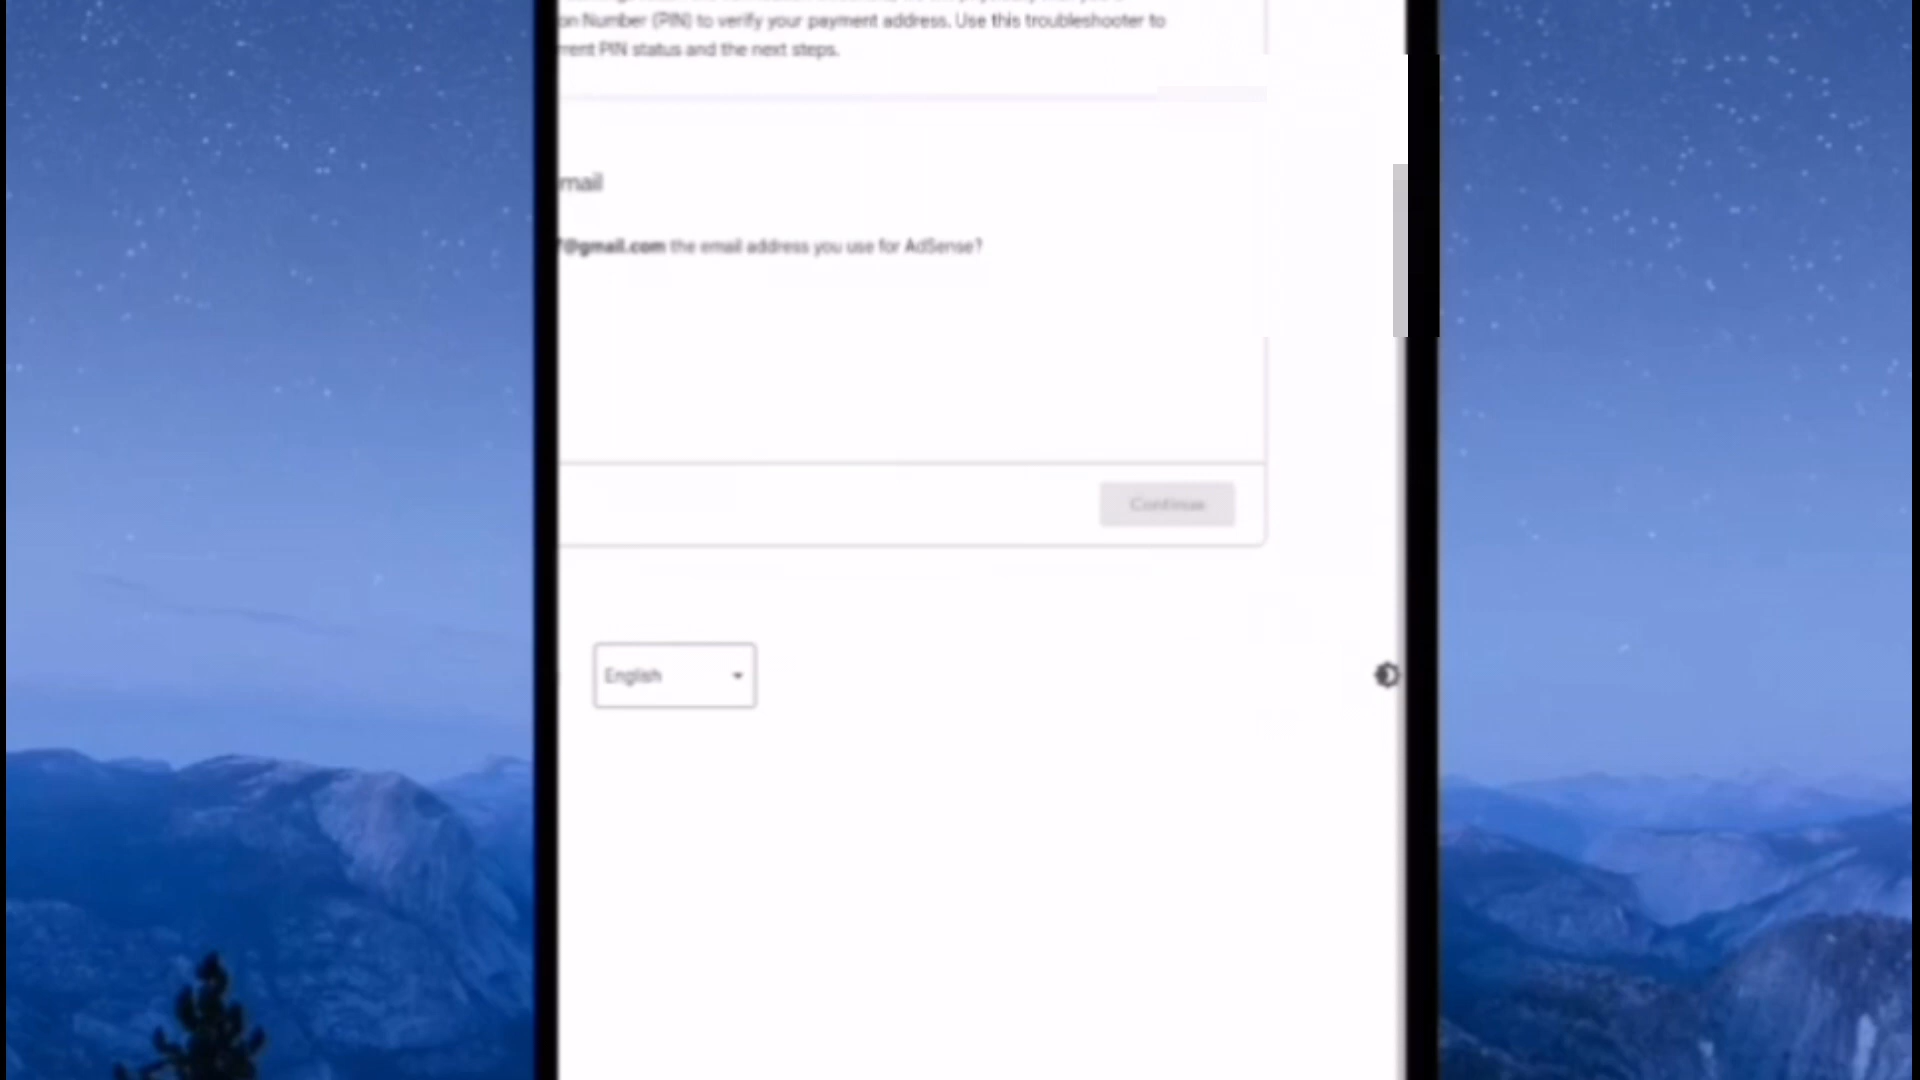 on Number (PIN) to verify your payment address. Use this troubleshooter to
rrent PIN status and the next steps.
mail
@gmail.com the email address you use for AdSense?
Continue
English